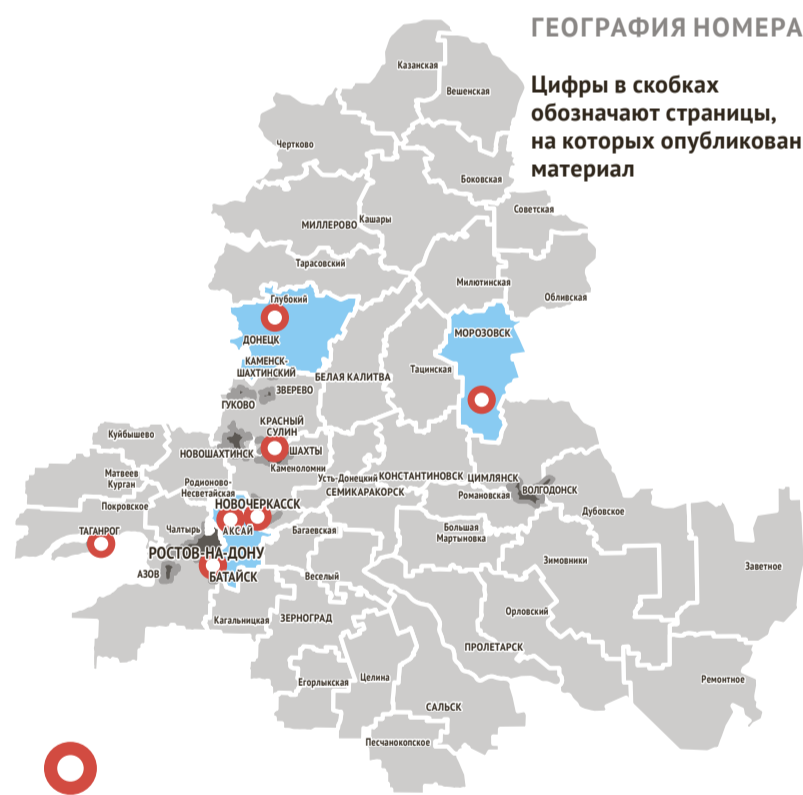 ГЕОГРАФИЯ НОМЕРА
Цифры в скобках
обозначают страницы,
на которых опубликован
материал
Казанская
Вешенская
Чертково
Боковская
Советская
Кашары
МИЛЛЕРОВО
Тарасовский
Милютинская
Обливская
Глубокий
МОРОЗОВСК
ДОНЕЦК
КАМЕНСК-
ШАХТИНСКИЙ
БЕЛАЯ КАЛИТВА
Тацинская
ЗВЕРЕВО
ГУКОВО
КРАСНЫЙ
СУЛИН
Куйбышево
НОВОШАХТИНСК
ШАХТЫ
Каменоломни
Матвеев
Курган
Родионово-
Несветайская
Усть-Донецкий
КОНСТАНТИНОВСК
ЦИМЛЯНСК
СЕМИКАРАКОРСК
Романовская
ВОЛГОДОНСК
Покровское
НОВОЧЕРКАССК
Дубовское
ТАГАНРОГ
Чалтырь
АКСАЙ
Багаевская
Большая
Мартыновка
РОСТОВ-НА-ДОНУ
Зимовники
Заветное
АЗОВ
БАТАЙСК
Веселый
Орловский
Кагальницкая
ЗЕРНОГРАД
ПРОЛЕТАРСК
Егорлыкская
Целина
Ремонтное
САЛЬСК
Песчанокопское